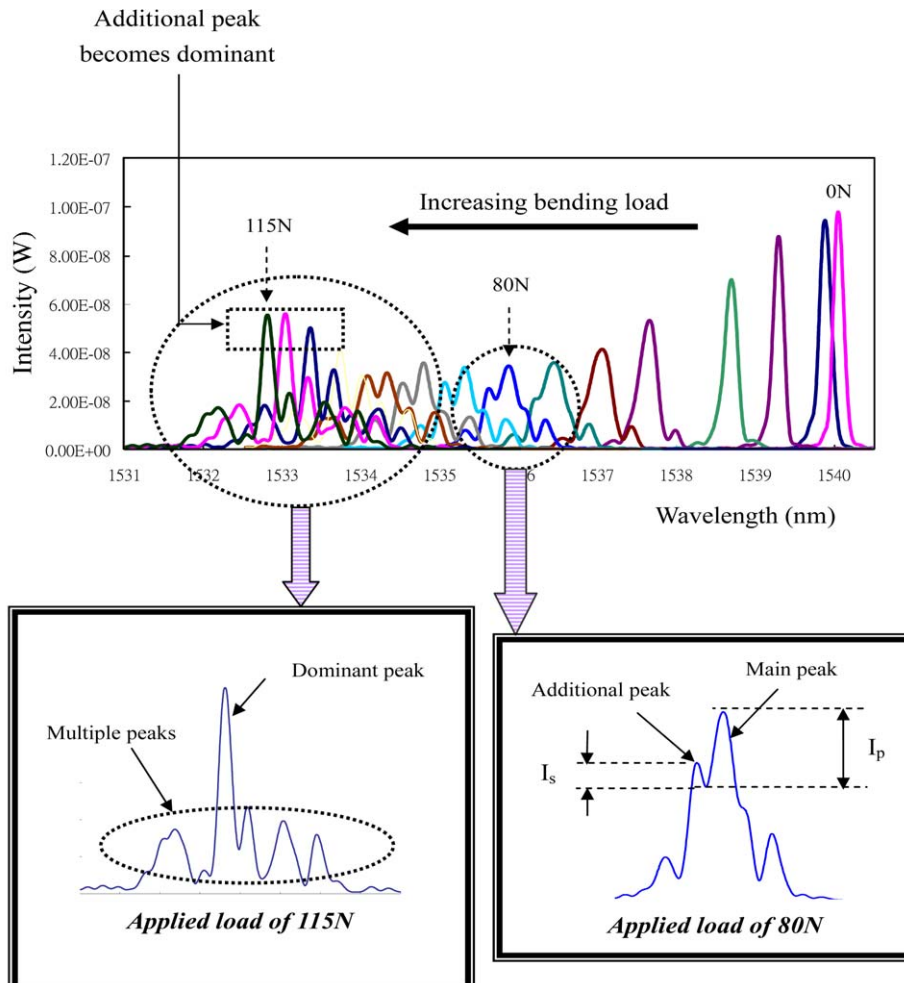 Additional peak
becomes dominant
1.20E-07
1.00E-07
8.00E-08
6.00E-08
4.00E-08
2.00E-08
0.00E+00
Intensity (W)
Increasing bending load
0N
115N
80N
1531
1532
1533
1534
1535
1537
1538
1539
1540
Wavelength (nm)
Dominant peak
Multiple peaks
Applied load of 115N
Main peak
Additional peak
Is
Ip
Applied load of 80N